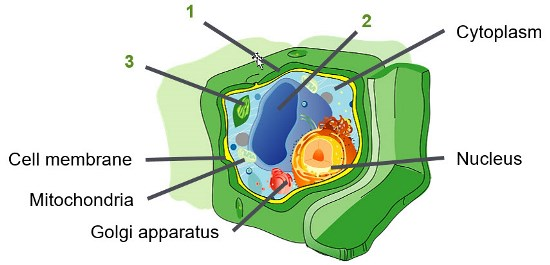 1
2
Cytoplasm
3
Cell membrane
Nucleus
Mitochondria
Golgi apparatus